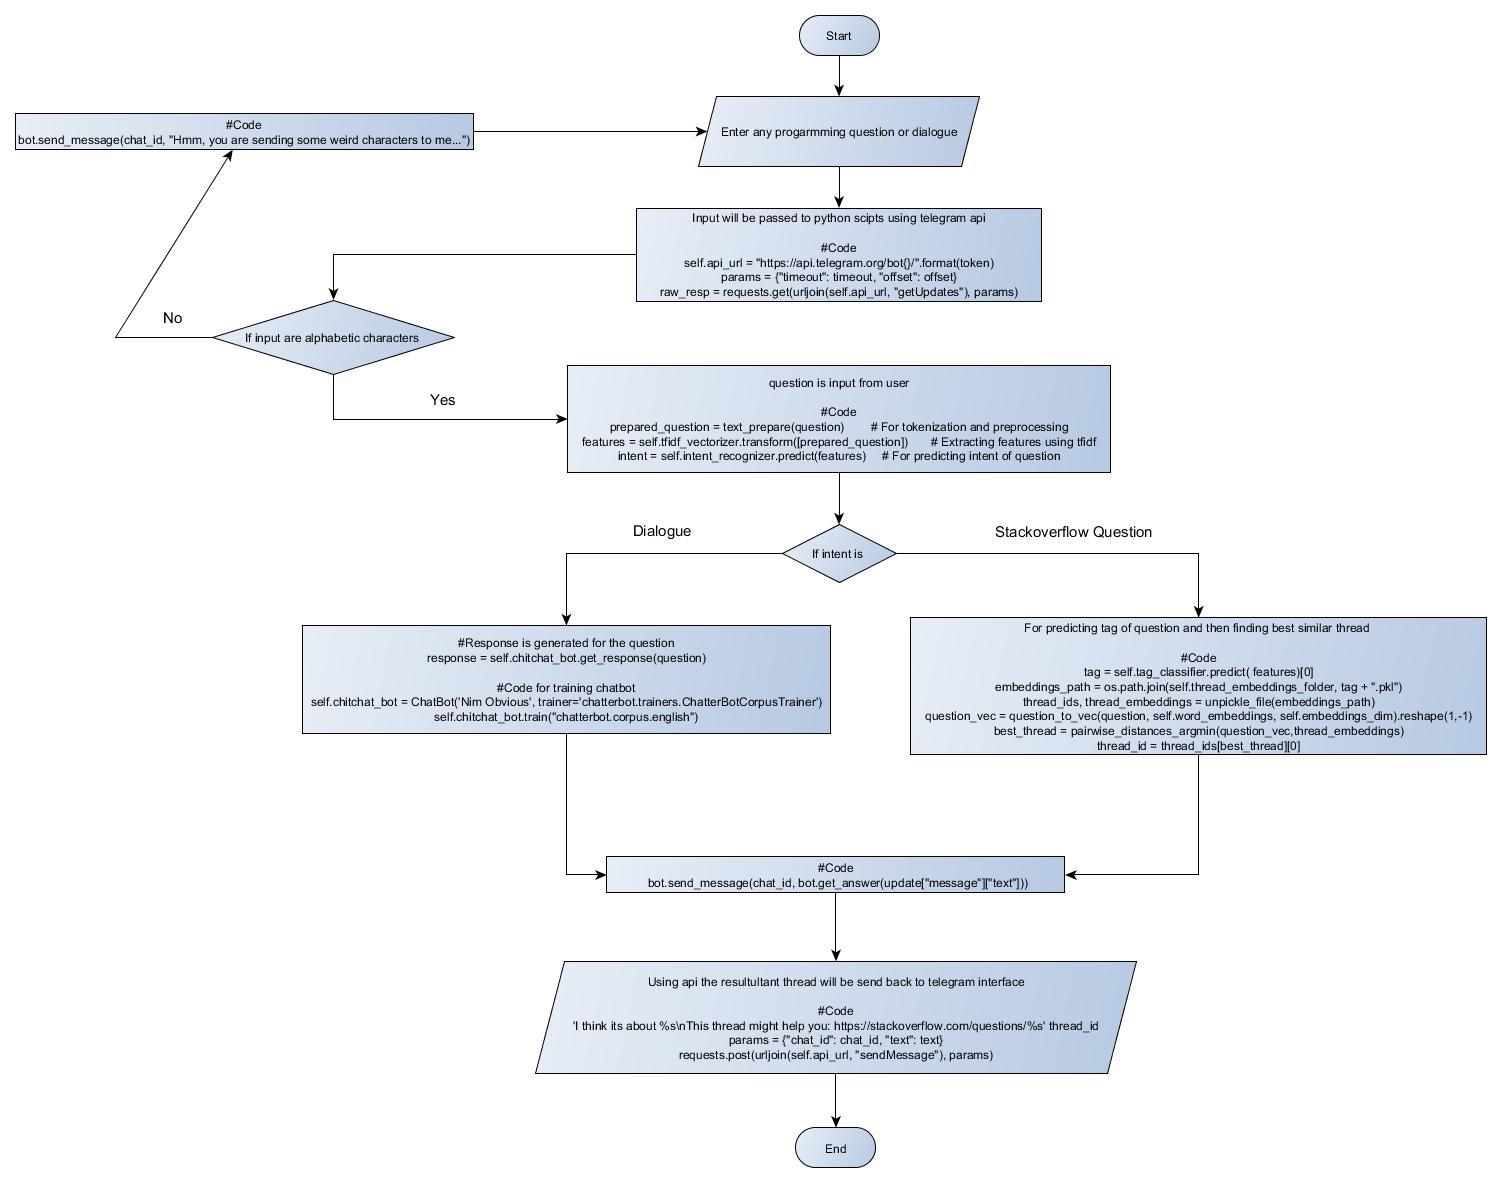 Start
Enter any progarmming question or dialogue
#Code
bot.send_message(chat_id, "Hmm, you are sending some weird characters to me...")
Input will be passed to python scipts using telegram api
#Code
self.api_url = "https://api.telegram.org/bot{}/".format(token)
params = {"timeout": timeout, "offset": offset}
raw_resp = requests.get(urljoin(self.api_url, "getUpdates"), params)
No
If input are alphabetic characters
Yes
question is input from user
#Code
prepared_question = text_prepare(question) # For tokenization and preprocessing
features = self.tfidf_vectorizer.transform([prepared_question]) # Extracting features using tfidf
intent = self.intent_recognizer.predict(features) # For predicting intent of question
Dialogue
Stackoverflow Question
If intent is
#Response is generated for the question
response = self.chitchat_bot.get_response(question)
#Code for training chatbot
self.chitchat_bot = ChatBot('Nim Obvious', trainer='chatterbot.trainers.ChatterBotCorpusTrainer')
self.chitchat_bot.train("chatterbot.corpus.english")
For predicting tag of question and then finding best similar thread
#Code
tag = self.tag_classifier.predict( features)[0]
embeddings_path = os.path.join(self.thread_embeddings_folder, tag + ".pkl")
thread_ids, thread_embeddings = unpickle_file(embeddings_path)
question_vec = question_to_vec(question, self.word_embeddings, self.embeddings_dim).reshape(1,-1)
best_thread = pairwise_distances_argmin(question_vec,thread_embeddings)
thread_id = thread_ids[best_thread][0]
#Code
bot.send_message(chat_id, bot.get_answer(update["message"]["text"]))
Using api the resultultant thread will be send back to telegram interface
#Code
'I think its about %s\nThis thread might help you: https://stackoverflow.com/questions/%s' thread_id
params = {"chat_id": chat_id, "text": text}
requests.post(urljoin(self.api_url, "sendMessage"), params)
End